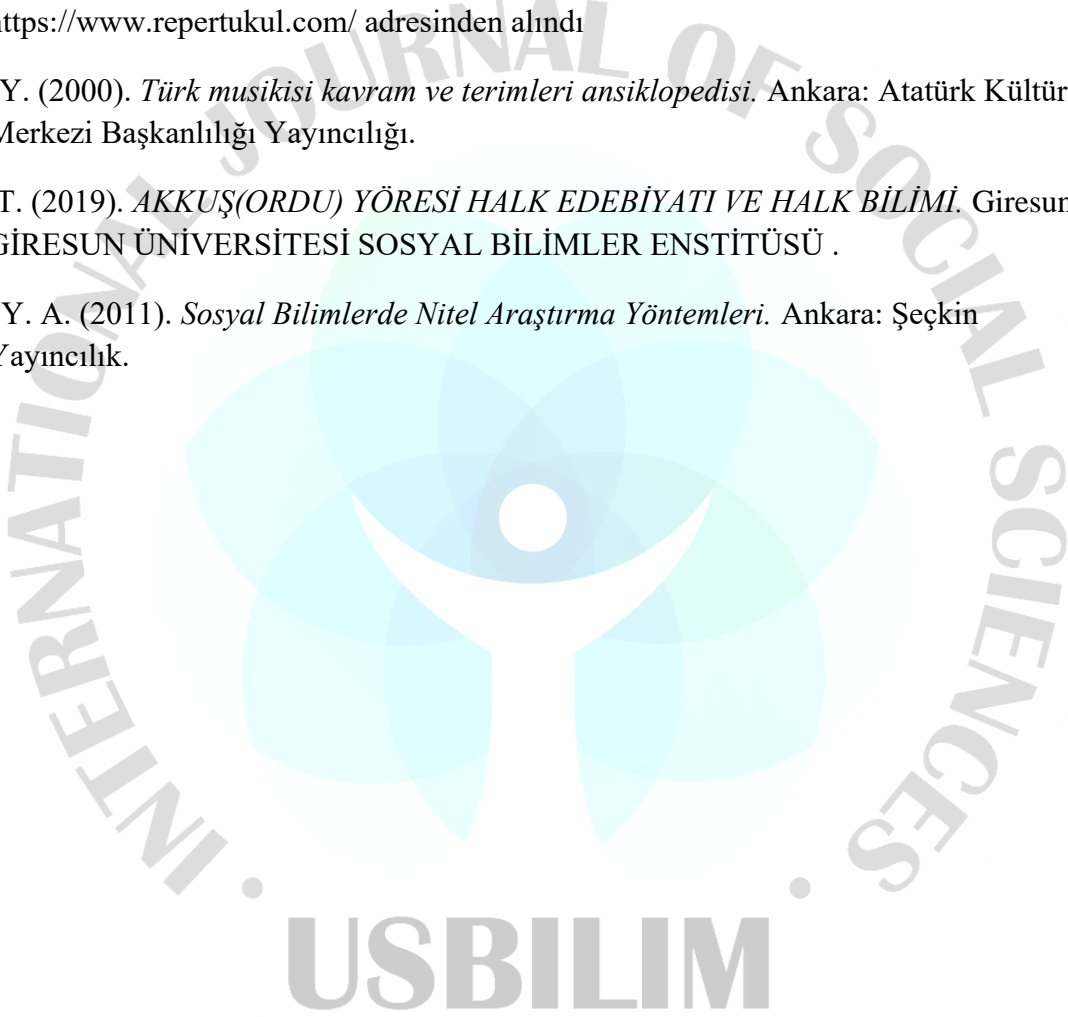 https://www.repertukul.com/ adresinden alındı
Y. (2000). Türk musikisi kavram ve terimleri ansiklopedisi. Ankara: Atatürk Kültür
Merkezi Başkanlılığı Yayıncılığı.
T. (2019). AKKUŞ(ORDU) YÖRESİ HALK EDEBİYATI VE HALK BİLİMİ. Giresun
GİRESUN ÜNİVERSİTESİ SOSYAL BİLİMLER ENSTİTÜSÜ .
Y. A. (2011). Sosyal Bilimlerde Nitel Araştırma Yöntemleri. Ankara: Şeçkin
Yayıncılık.
INTERNATIONAL JOURNAL OF SOCIAL SCIENCES
USBILIM